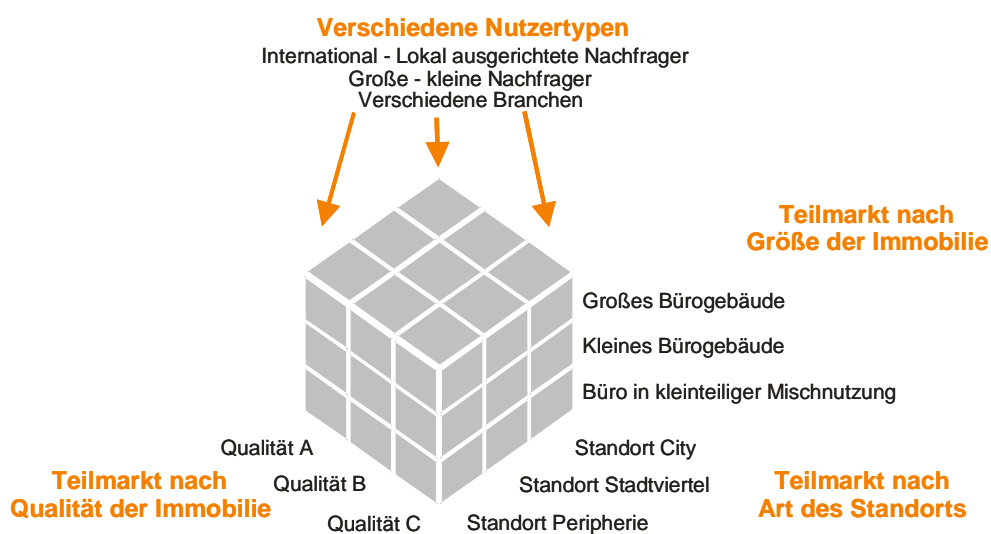 Verschiedene Nutzertypen
International - Lokal ausgerichtete Nachfrager
Große - kleine Nachfrager
Verschiedene Branchen
Teilmarkt nach
Größe der Immobilie
Großes Bürogebäude
Kleines Bürogebäude
Büro in kleinteiliger Mischnutzung
Qualität A
Qualität B
Qualität C
Teilmarkt nach
Qualität der Immobilie
Standort City
Standort Stadtviertel
Standort Peripherie
Teilmarkt nach
Art des Standorts